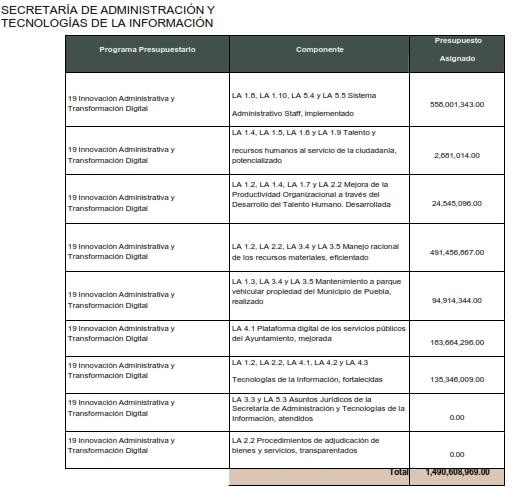 SECRETARÍA DE ADMINISTRACIÓN Y
TECNOLOGÍAS DE LA INFORMACIÓN
Programa Presupuestario
Componente
Presupuesto
Asignado
19 Innovación Administrativa y
Transformación Digital
LA 1.8, LA 1.10, LA 5.4 y LA 5.5 Sistema
Administrativo Staff, implementado
558,001,343.00
19 Innovación Administrativa y
Transformación Digital
LA 1.4, LA 1.5, LA 1.6 y LA 1.9 Talento y
recursos humanos al servicio de la ciudadanía,
potencializado
2,681,014.00
19 Innovación Administrativa y
Transformación Digital
LA 1.2, LA 1.4, LA 1.7 y LA 2.2 Mejora de la
Productividad Organizacional a través del
Desarrollo del Talento Humano. Desarrollada
24,545,096.00
19 Innovación Administrativa y
Transformación Digital
LA 1.2, LA 2.2, LA 3.4 y LA 3.5 Manejo racional
de los recursos materiales, eficientado
491,456,867.00
19 Innovación Administrativa y
Transformación Digital
LA 1.3, LA 3.4 y LA 3.5 Mantenimiento a parque
vehicular propiedad del Municipio de Puebla,
realizado
94,914,344.00
19 Innovación Administrativa y
Transformación Digital
LA 4.1 Plataforma digital de los servicios públicos
del Ayuntamiento, mejorada
183,664,296.00
19 Innovación Administrativa y
Transformación Digital
LA 1.2, LA 2.2, LA 4.1, LA 4.2 y LA 4.3
Tecnologías de la Información, fortalecidas
135,346,009.00
19 Innovación Administrativa y
Transformación Digital
LA 3.3 y LA 5.3 Asuntos Jurídicos de la
Secretaría de Administración y Tecnologías de la
Información, atendidos
0.00
19 Innovación Administrativa y
Transformación Digital
LA 2.2 Procedimientos de adjudicación de
bienes y servicios, transparentados
0.00
Total 1,490,608,969.00